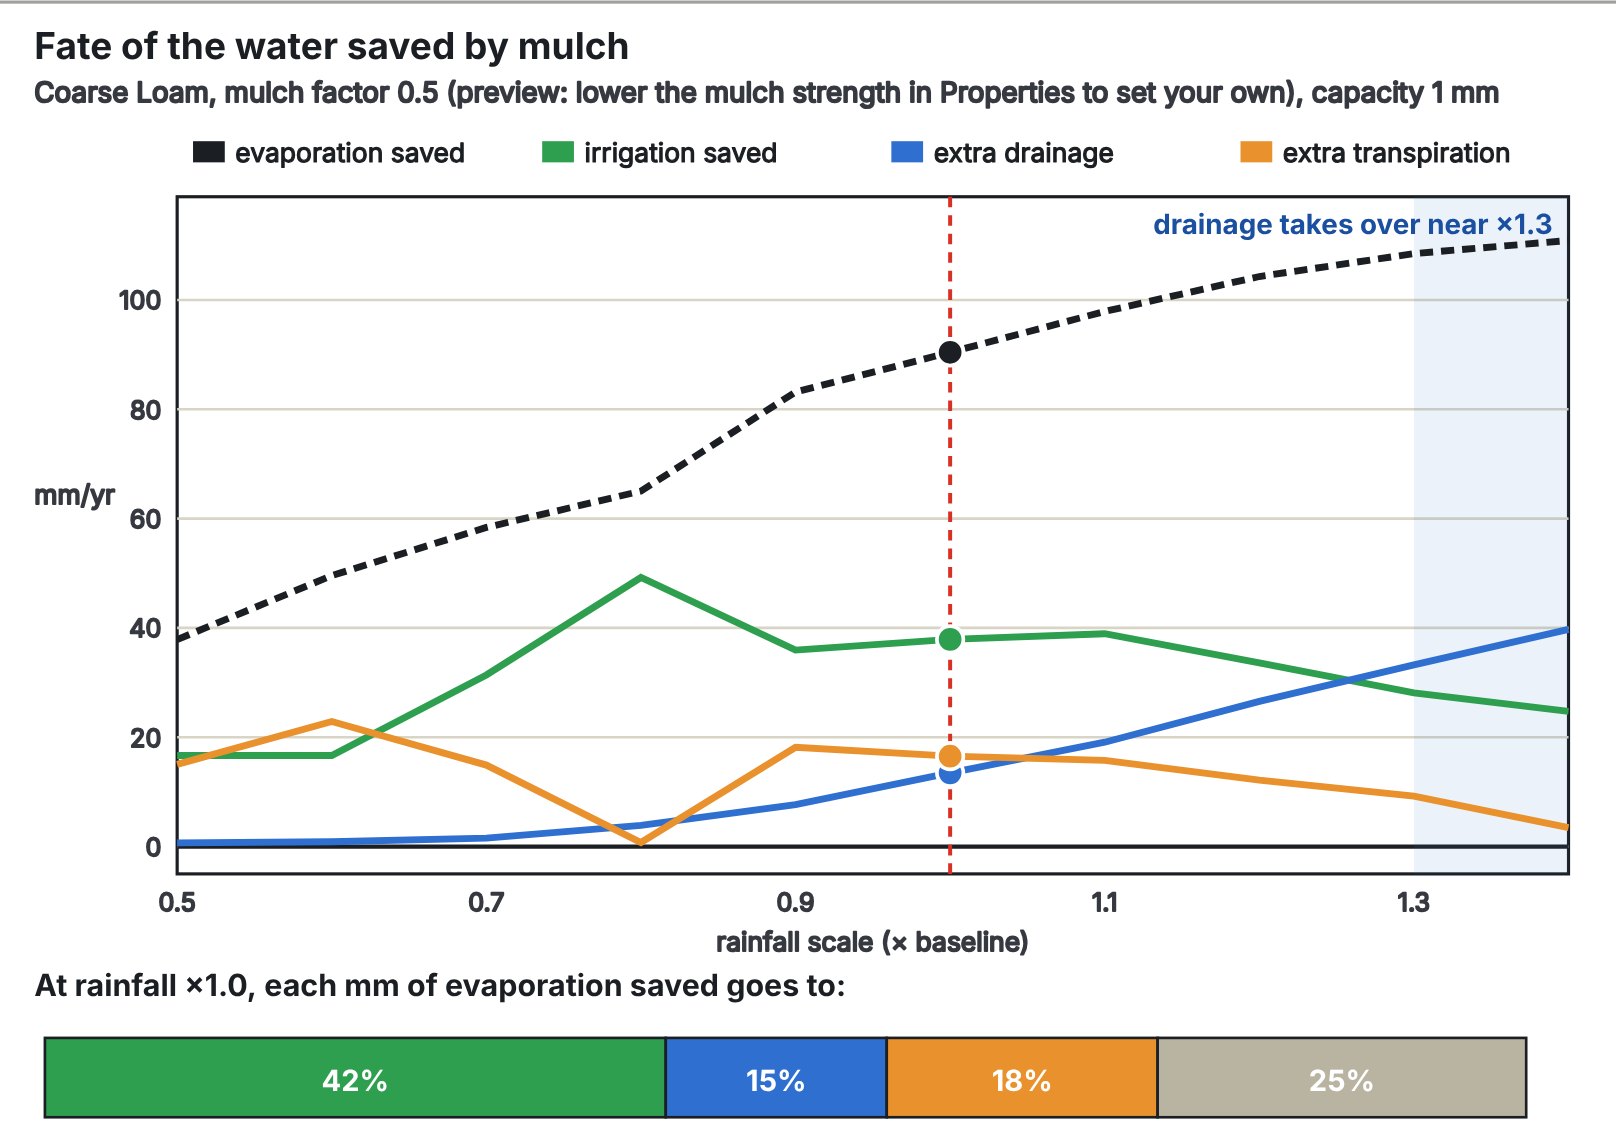 Fate of the water saved by mulch
Coarse Loam, mulch factor 0.5 (preview: lower the mulch strength in Properties to set your own), capacity 1 mm
evaporation saved irrigation saved extra drainage extra transpiration
drainage takes over near ×1.3
100
80
mm/yr
60
40
20
0
0.5 0.7 0.9 1.1 1.3
rainfall scale (× baseline)
At rainfall ×1.0, each mm of evaporation saved goes to:
42% 15% 18% 25%